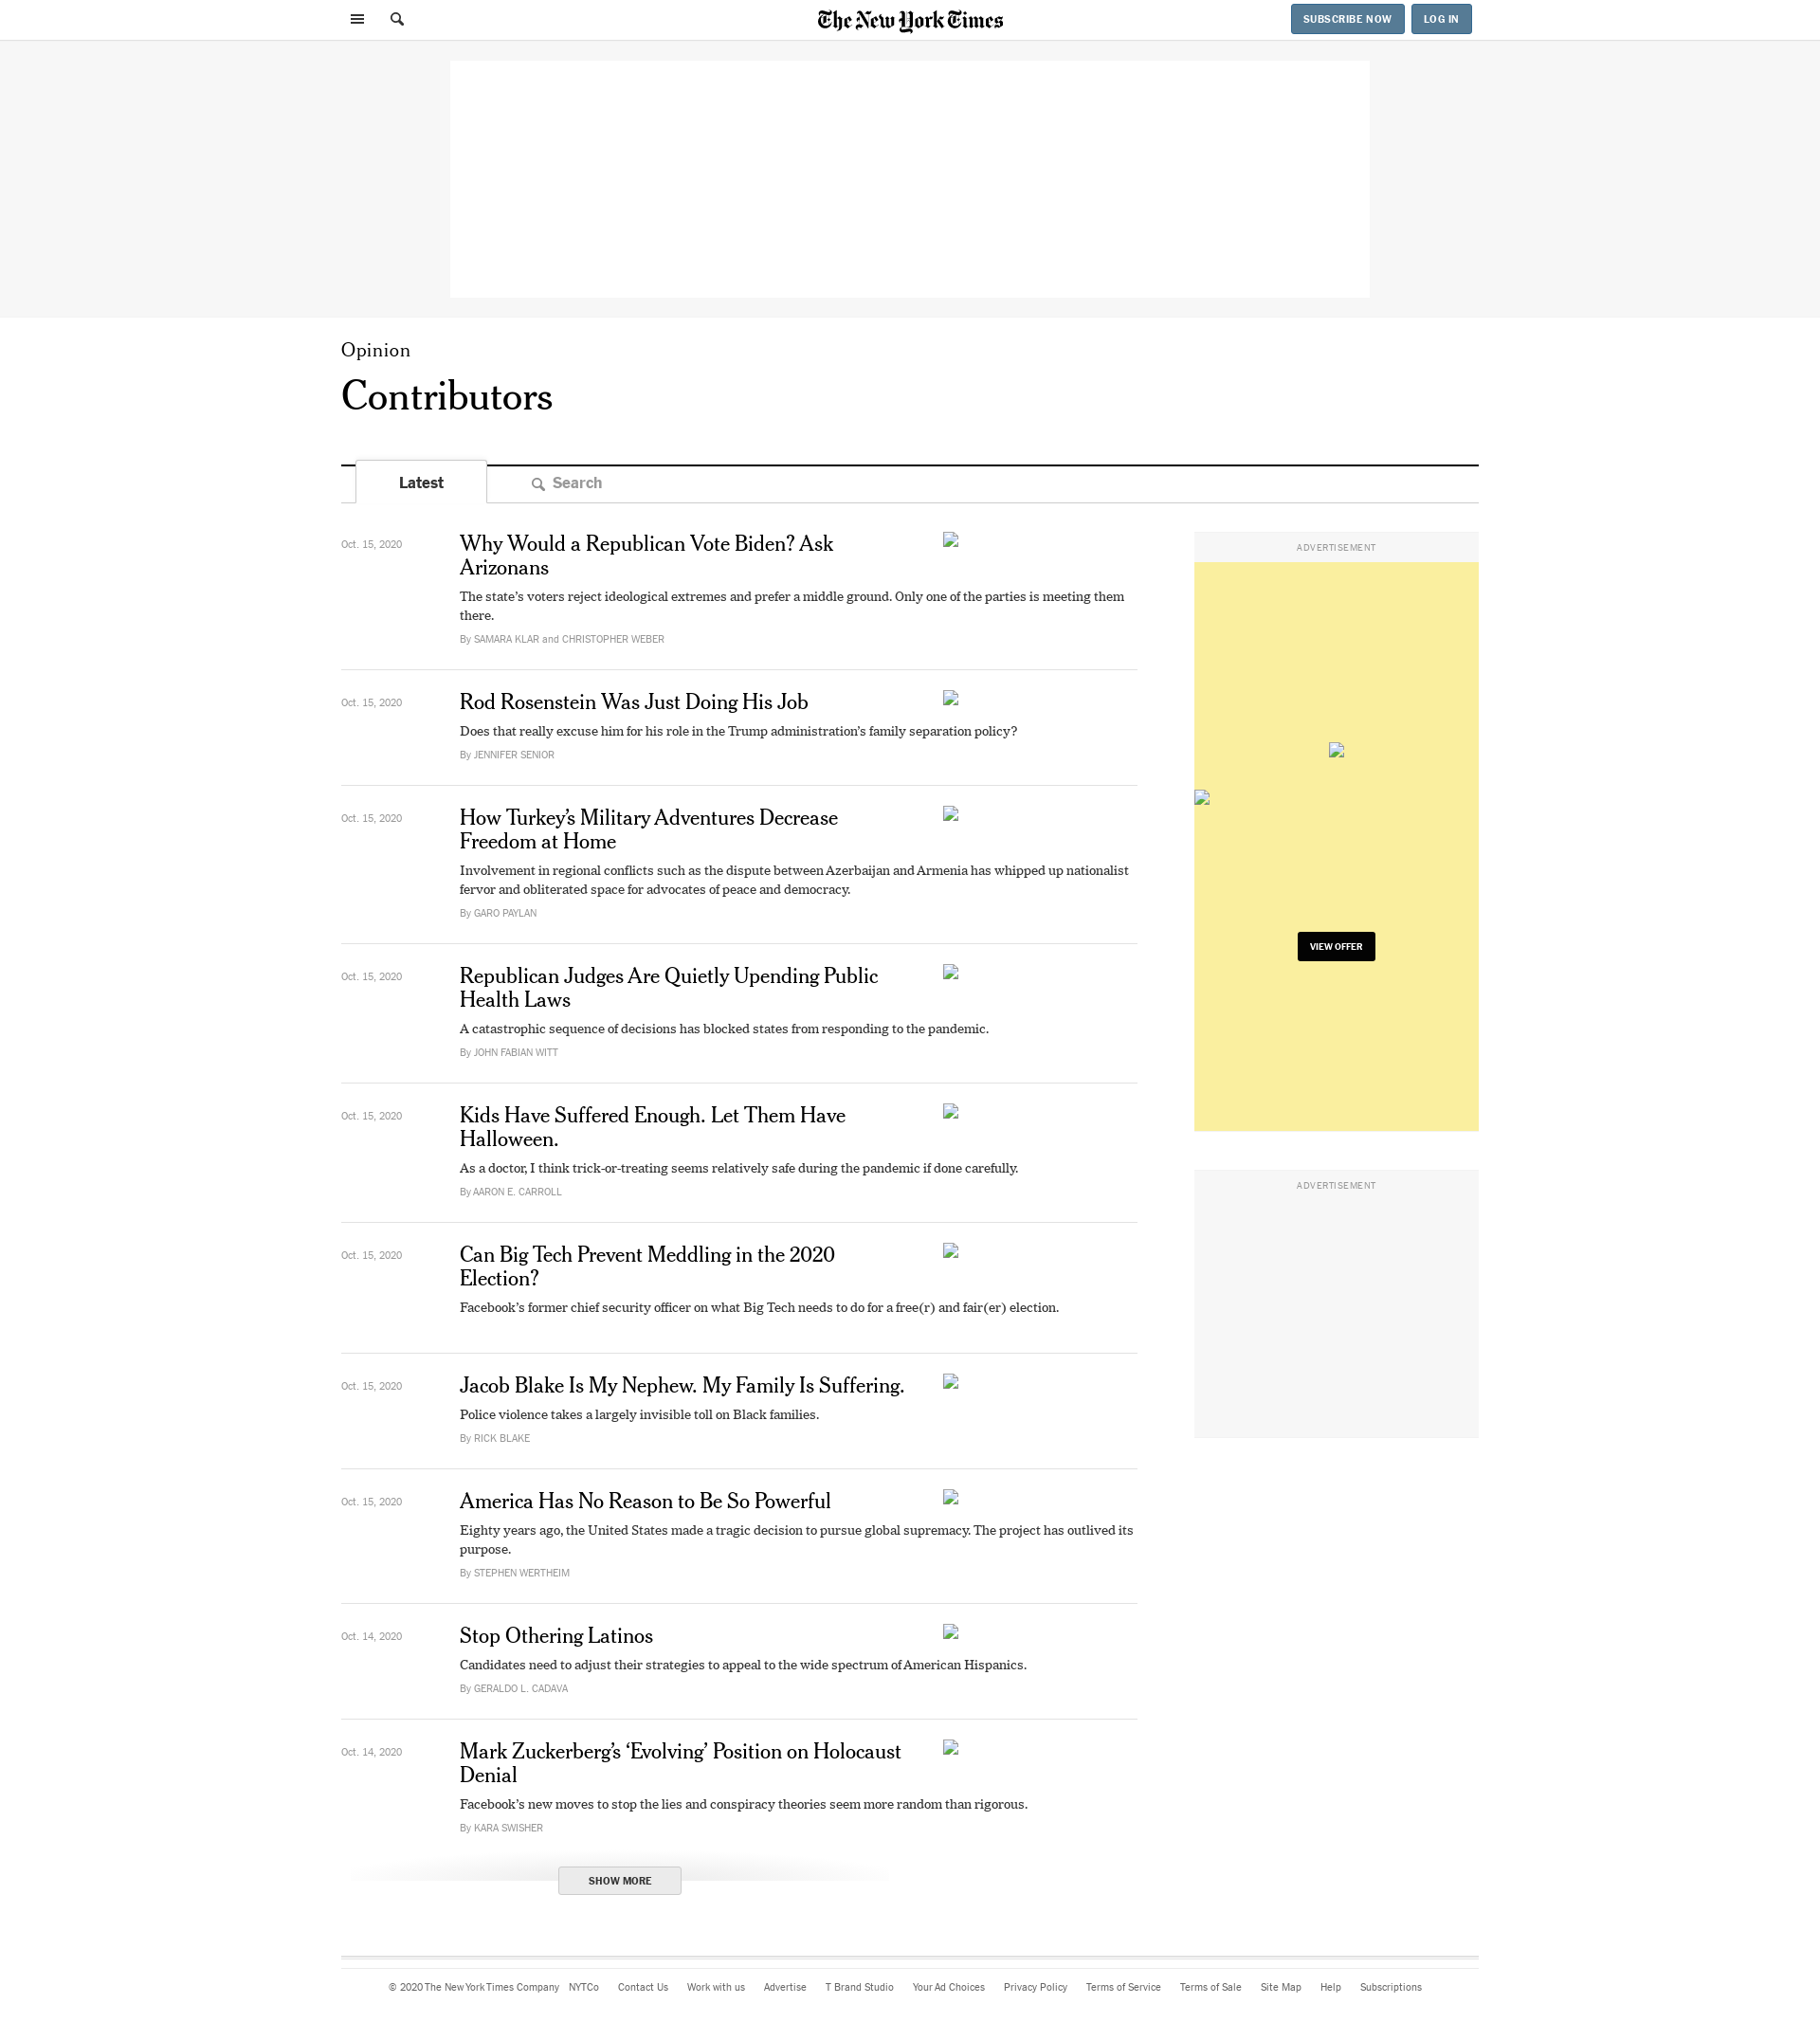 The New York Times
SUBSCRIBE NOW
LOG IN
Opinion
Contributors
Latest
Search
Oct. 15, 2020
Why Would a Republican Vote Biden? Ask
Arizonans
The state’s voters reject ideological extremes and prefer a middle ground. Only one of the parties is meeting them
there.
By SAMARA KLAR and CHRISTOPHER WEBER
Oct. 15, 2020
Rod Rosenstein Was Just Doing His Job
Does that really excuse him for his role in the Trump administration’s family separation policy?
By JENNIFER SENIOR
Oct. 15, 2020
How Turkey’s Military Adventures Decrease
Freedom at Home
Involvement in regional conflicts such as the dispute between Azerbaijan and Armenia has whipped up nationalist
fervor and obliterated space for advocates of peace and democracy.
By GARO PAYLAN
Oct. 15, 2020
Republican Judges Are Quietly Upending Public
Health Laws
A catastrophic sequence of decisions has blocked states from responding to the pandemic.
By JOHN FABIAN WITT
Oct. 15, 2020
Kids Have Suffered Enough. Let Them Have
Halloween.
As a doctor, I think trick-or-treating seems relatively safe during the pandemic if done carefully.
By AARON E. CARROLL
Oct. 15, 2020
Can Big Tech Prevent Meddling in the 2020
Election?
Facebook’s former chief security officer on what Big Tech needs to do for a free(r) and fair(er) election.
Oct. 15, 2020
Jacob Blake Is My Nephew. My Family Is Suffering.
Police violence takes a largely invisible toll on Black families.
By RICK BLAKE
Oct. 15, 2020
America Has No Reason to Be So Powerful
Eighty years ago, the United States made a tragic decision to pursue global supremacy. The project has outlived its
purpose.
By STEPHEN WERTHEIM
Oct. 14, 2020
Stop Othering Latinos
Candidates need to adjust their strategies to appeal to the wide spectrum of American Hispanics.
By GERALDO L. CADAVA
Oct. 14, 2020
Mark Zuckerberg’s ‘Evolving’ Position on Holocaust
Denial
Facebook’s new moves to stop the lies and conspiracy theories seem more random than rigorous.
By KARA SWISHER
SHOW MORE
ADVERTISEMENT
VIEW OFFER
ADVERTISEMENT
© 2020 The New York Times Company NYTCo Contact Us Work with us Advertise T Brand Studio Your Ad Choices Privacy Policy Terms of Service Terms of Sale Site Map Help Subscriptions